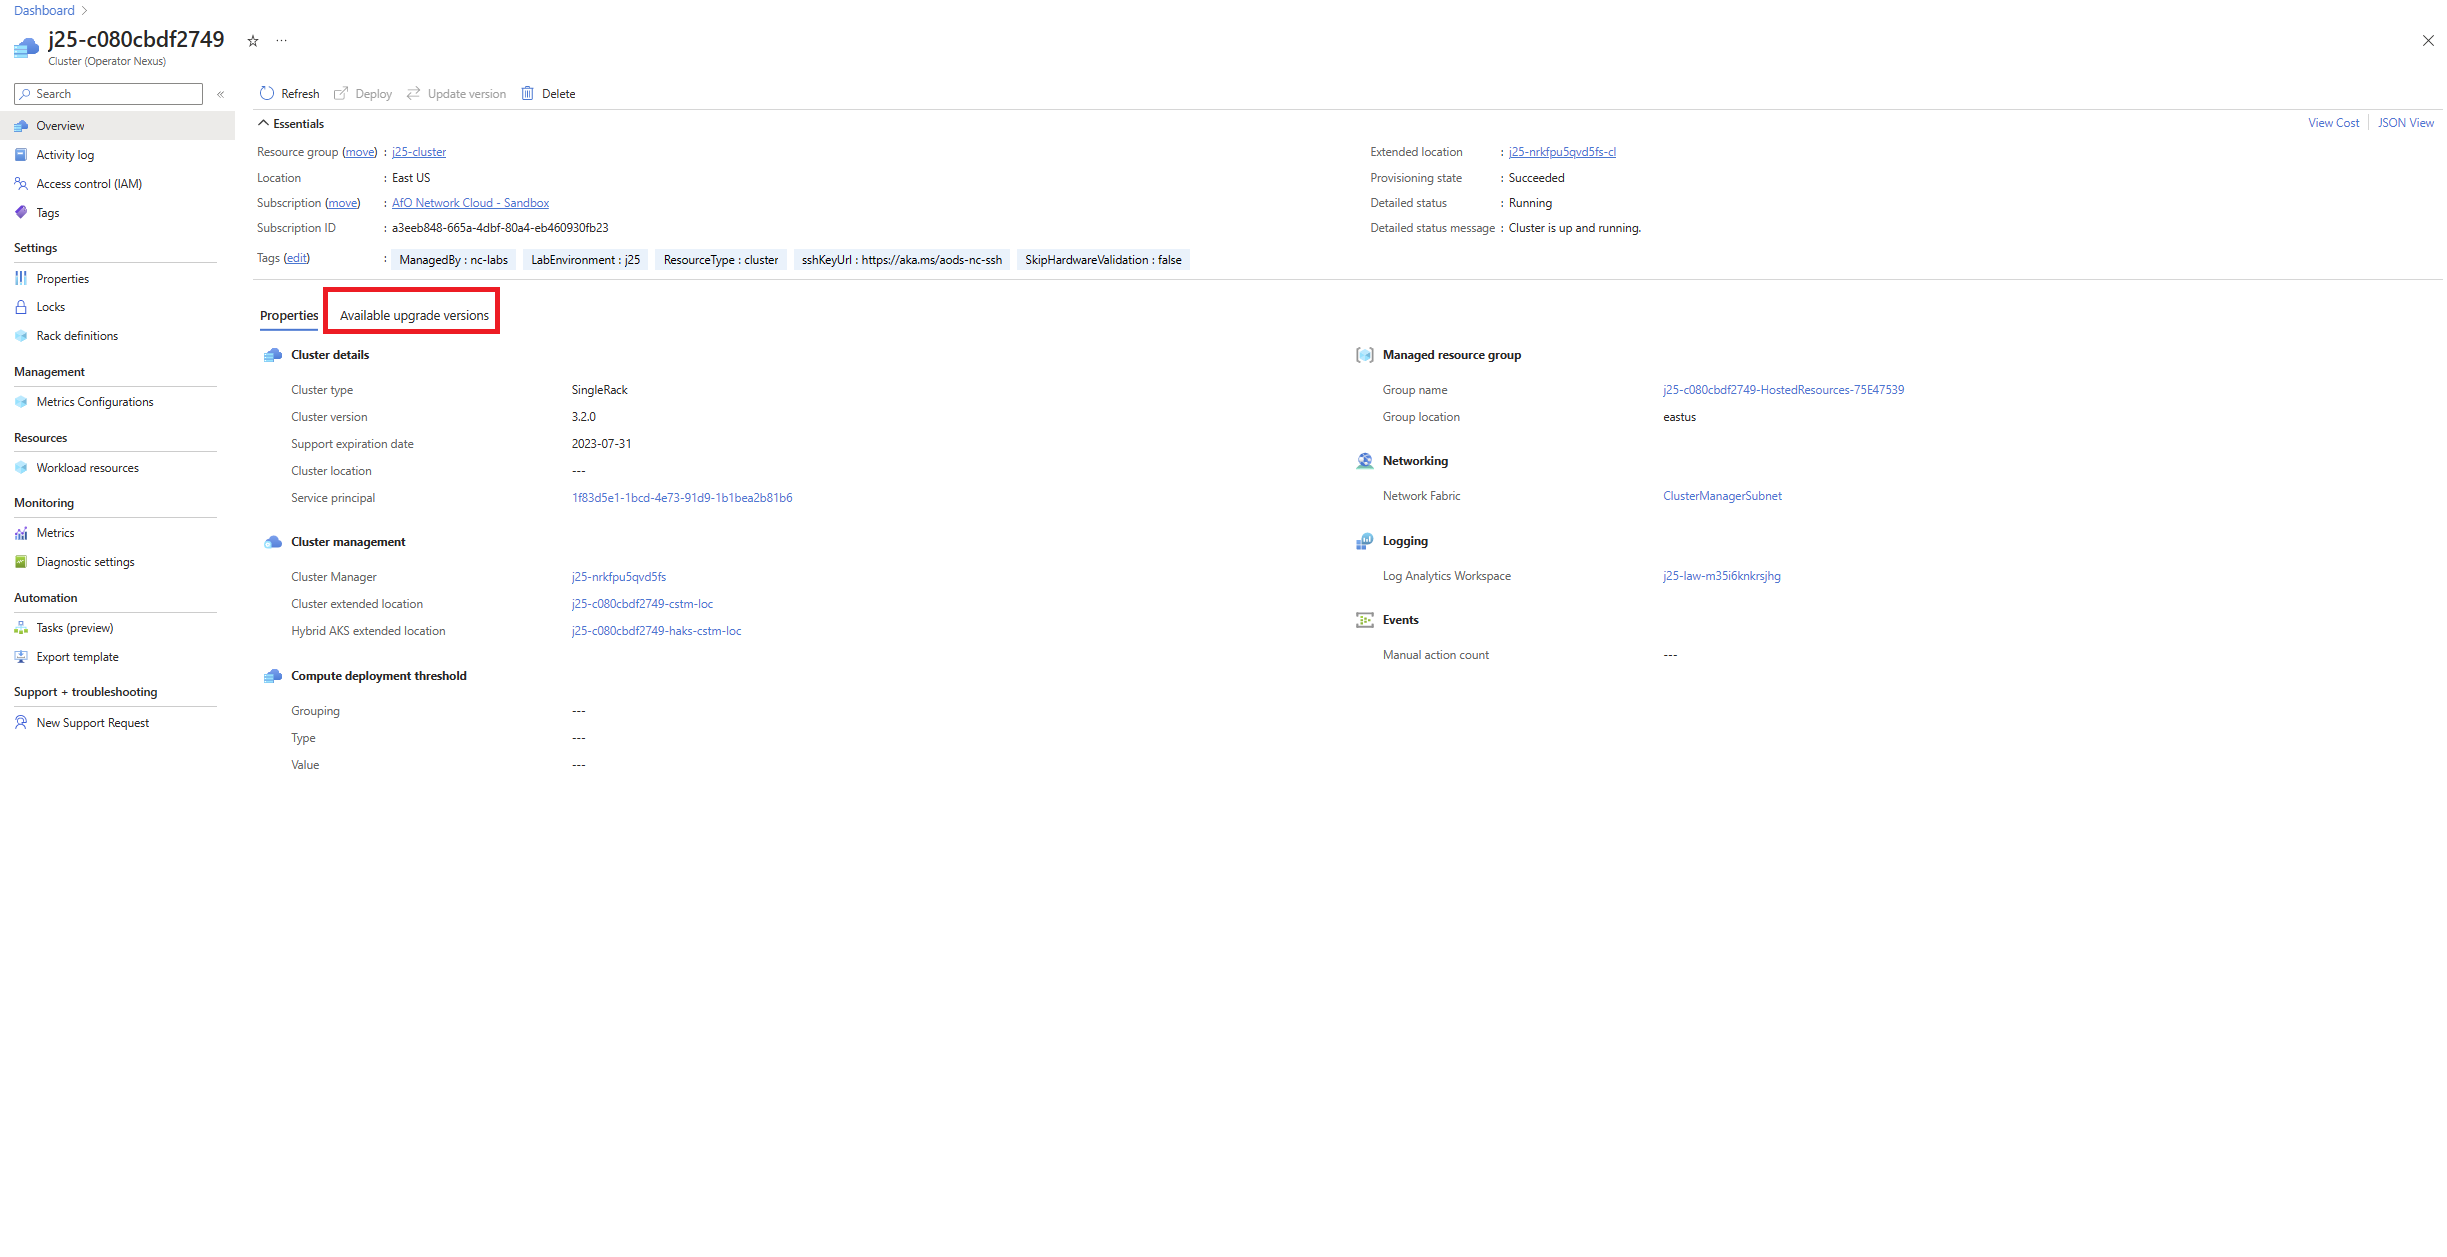 Dashboard >
j25-c080cbdf2749 ☆ ...
Cluster (Operator Nexus)
Search «
Refresh Deploy Update version Delete
Overview
Activity log
Access control (IAM)
Tags
Settings
Properties
Locks
Rack definitions
Management
Metrics Configurations
Resources
Workload resources
Monitoring
Metrics
Diagnostic settings
Automation
Tasks (preview)
Export template
Support + troubleshooting
New Support Request
Essentials
View Cost JSON View
Resource group (move) : j25-cluster
Location : East US
Subscription (move) : AfO Network Cloud - Sandbox
Subscription ID : a3eeb848-665a-4dbf-80a4-eb460930fb23
Tags (edit) : ManagedBy : nc-labs LabEnvironment : j25 ResourceType : cluster sshKeyUrl : https://aka.ms/aods-nc-ssh SkipHardwareValidation : false
Extended location : j25-nrkfpu5qvd5fs-cl
Provisioning state : Succeeded
Detailed status : Running
Detailed status message : Cluster is up and running.
Properties Available upgrade versions
Cluster details
Cluster type SingleRack
Cluster version 3.2.0
Support expiration date 2023-07-31
Cluster location ---
Service principal 1f83d5e1-1bcd-4e73-91d9-1b1bea2b81b6
Cluster management
Cluster Manager j25-nrkfpu5qvd5fs
Cluster extended location j25-c080cbdf2749-cstm-loc
Hybrid AKS extended location j25-c080cbdf2749-haks-cstm-loc
Compute deployment threshold
Grouping ---
Type ---
Value ---
Managed resource group
Group name j25-c080cbdf2749-HostedResources-75E47539
Group location eastus
Networking
Network Fabric ClusterManagerSubnet
Logging
Log Analytics Workspace j25-law-m35i6knkrsjhg
Events
Manual action count ---